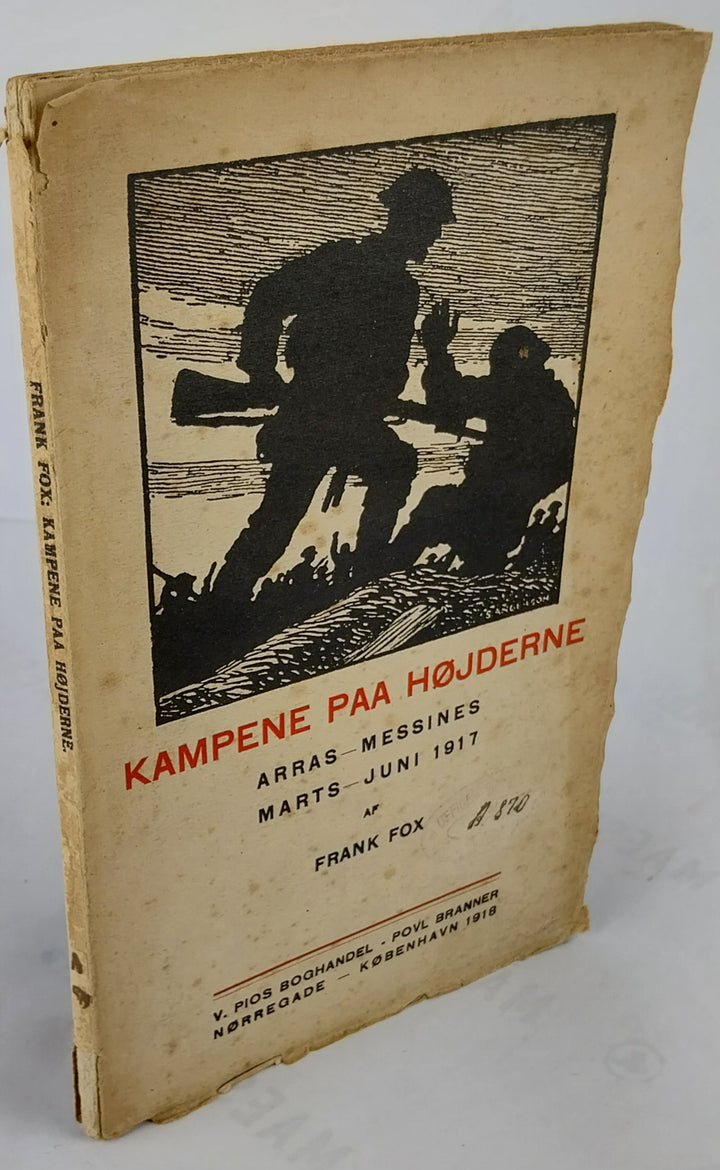 FRANK FOX: KAMPENE PAA HØJDERNE.
KAMPENE PAA HØJDERNE
ARRAS—MESSINES
MARTS—JUNI 1917
AF
FRANK FOX
A 870
V. PIOS BOGHANDEL - POVL BRANNER
NØRREGADE — KØBENHAVN 1918